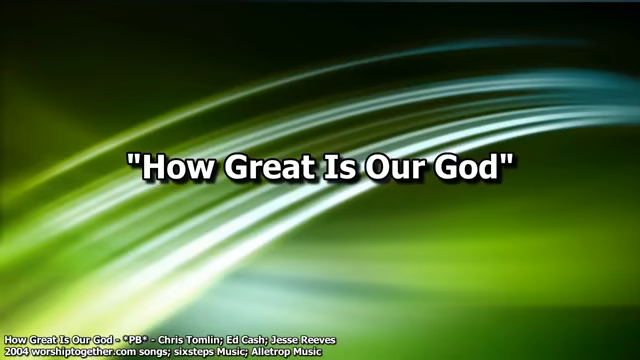 "How Great Is Our God"
How Great Is Our God - *PB* - Chris Tomlin; Ed Cash; Jesse Reeves
2004 worshiptogether.com songs; sixsteps Music; Alletrop Music